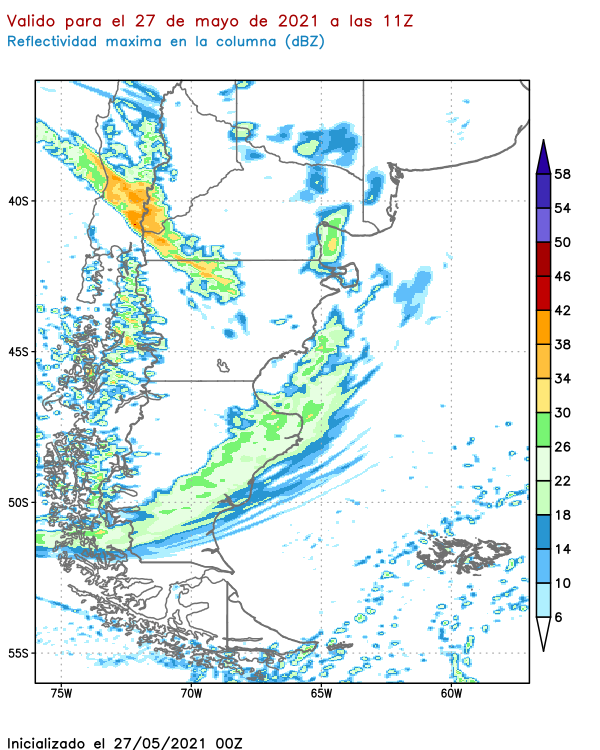 Valido para el 27 de mayo de 2021 a las 11Z
Reflectividad maxima en la columna (dBZ)
58
54
50
46
42
38
34
30
26
22
18
14
10
6
40S
45S
50S
55S
75W 70W 65W 60W
Inicializado el 27/05/2021 00Z